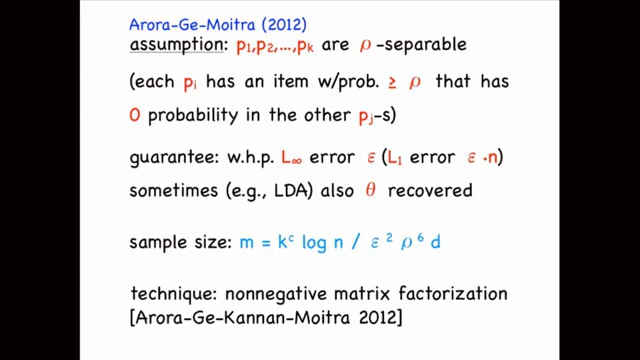 Arora-Ge-Moitra (2012)
assumption: p₁,p₂,...,pₖ are ρ-separable
(each pᵢ has an item w/prob. ≥ ρ that has
0 probability in the other pⱼ-s)
guarantee: w.h.p. L∞ error ε (L₁ error ε·n)
sometimes (e.g., LDA) also θ recovered
sample size: m = kᶜ log n / ε² ρ⁶ d
technique: nonnegative matrix factorization
[Arora-Ge-Kannan-Moitra 2012]